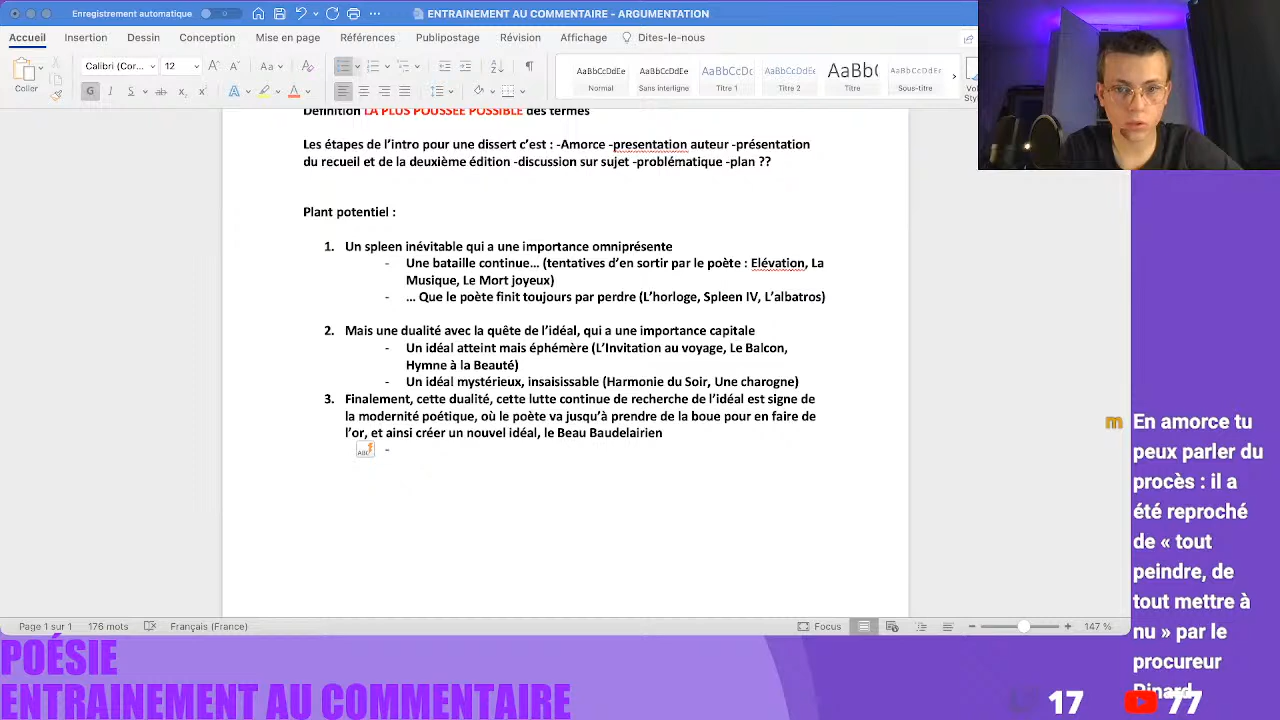 Enregistrement automatique
ENTRAINEMENT AU COMMENTAIRE - ARGUMENTATION
Accueil Insertion Dessin Conception Mise en page Références Publipostage Révision Affichage Dites-le-nous
Coller
Calibri (Cor... 12
AaBbCcDdEe AaBbCcDdEe AaBbCcDc AaBbCcDdEe AaBb( AaBbCcDdEe
Normal Sans interligne Titre 1 Titre 2 Titre Sous-titre
Définition LA PLUS POUSSEE POSSIBLE des termes
Les étapes de l'intro pour une dissert c'est : -Amorce -presentation auteur -présentation
du recueil et de la deuxième édition -discussion sur sujet -problématique -plan ??
Plant potentiel :
1. Un spleen inévitable qui a une importance omniprésente
- Une bataille continue… (tentatives d'en sortir par le poète : Elévation, La
Musique, Le Mort joyeux)
- … Que le poète finit toujours par perdre (L'horloge, Spleen IV, L'albatros)
2. Mais une dualité avec la quête de l'idéal, qui a une importance capitale
- Un idéal atteint mais éphémère (L'Invitation au voyage, Le Balcon,
Hymne à la Beauté)
- Un idéal mystérieux, insaisissable (Harmonie du Soir, Une charogne)
3. Finalement, cette dualité, cette lutte continue de recherche de l'idéal est signe de
la modernité poétique, où le poète va jusqu'à prendre de la boue pour en faire de
l'or, et ainsi créer un nouvel idéal, le Beau Baudelairien
-
m En amorce tu
peux parler du
procès : il a
été reproché
de « tout
peindre, de
tout mettre à
nu » par le
procureur
Pinard
Page 1 sur 1 176 mots Français (France) Focus 147 %
POÉSIE
ENTRAINEMENT AU COMMENTAIRE
17 77